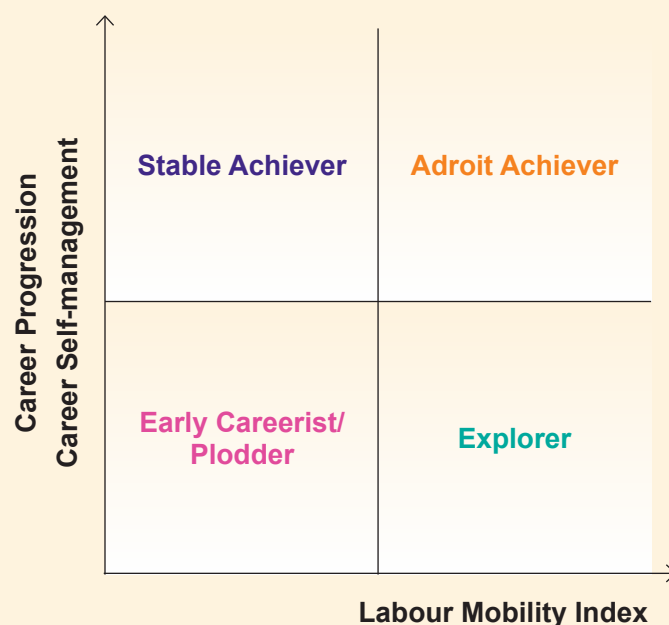 Career Progression
Career Self-management
Stable Achiever
Adroit Achiever
Early Careerist/
Plodder
Explorer
Labour Mobility Index